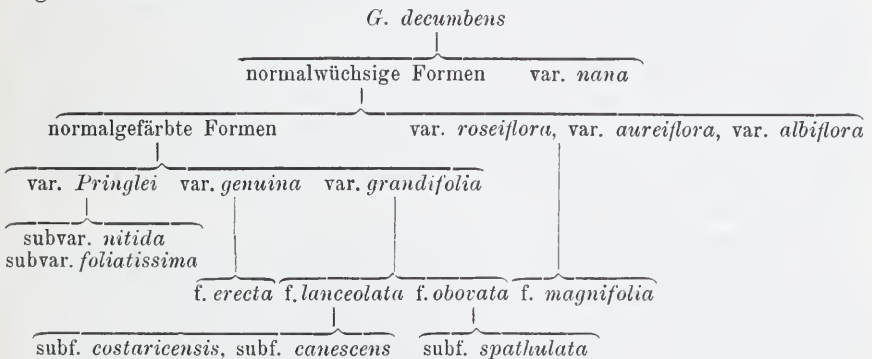 G. decumbens
normalwüchsige Formen var. nana
normalgefärbte Formen var. roseiflora, var. aureiflora, var. albiflora
var. Pringlei var. genuina var. grandifolia
subvar. nitida
subvar. foliatissima
f. erecta f. lanceolata f. obovata f. magnifolia
subf. costaricensis, subf. canescens subf. spathulata